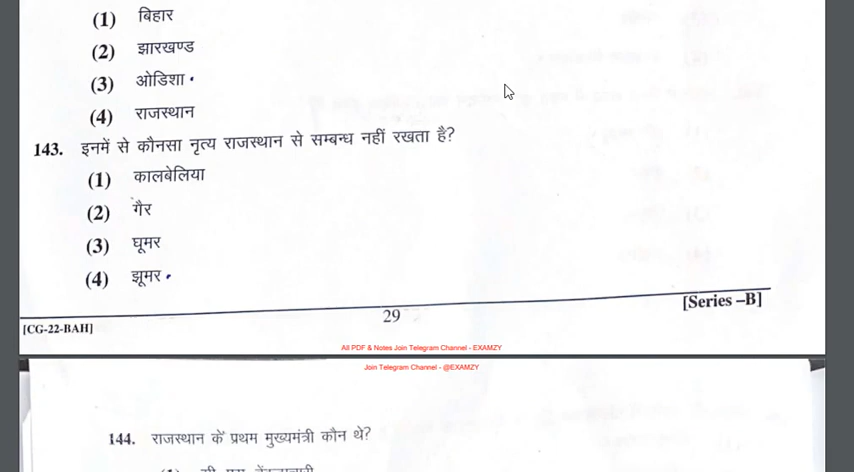 (1) बिहार
(2) झारखण्ड
(3) ओडिशा
(4) राजस्थान
143. इनमें से कौनसा नृत्य राजस्थान से सम्बन्ध नहीं रखता है?
(1) कालबेलिया
(2) गैर
(3) घूमर
(4) झूमर
29
[Series –B]
[CG-22-BAH]
All PDF & Notes Join Telegram Channel - EXAMZY
Join Telegram Channel - @EXAMZY
144. राजस्थान के प्रथम मुख्यमंत्री कौन थे?